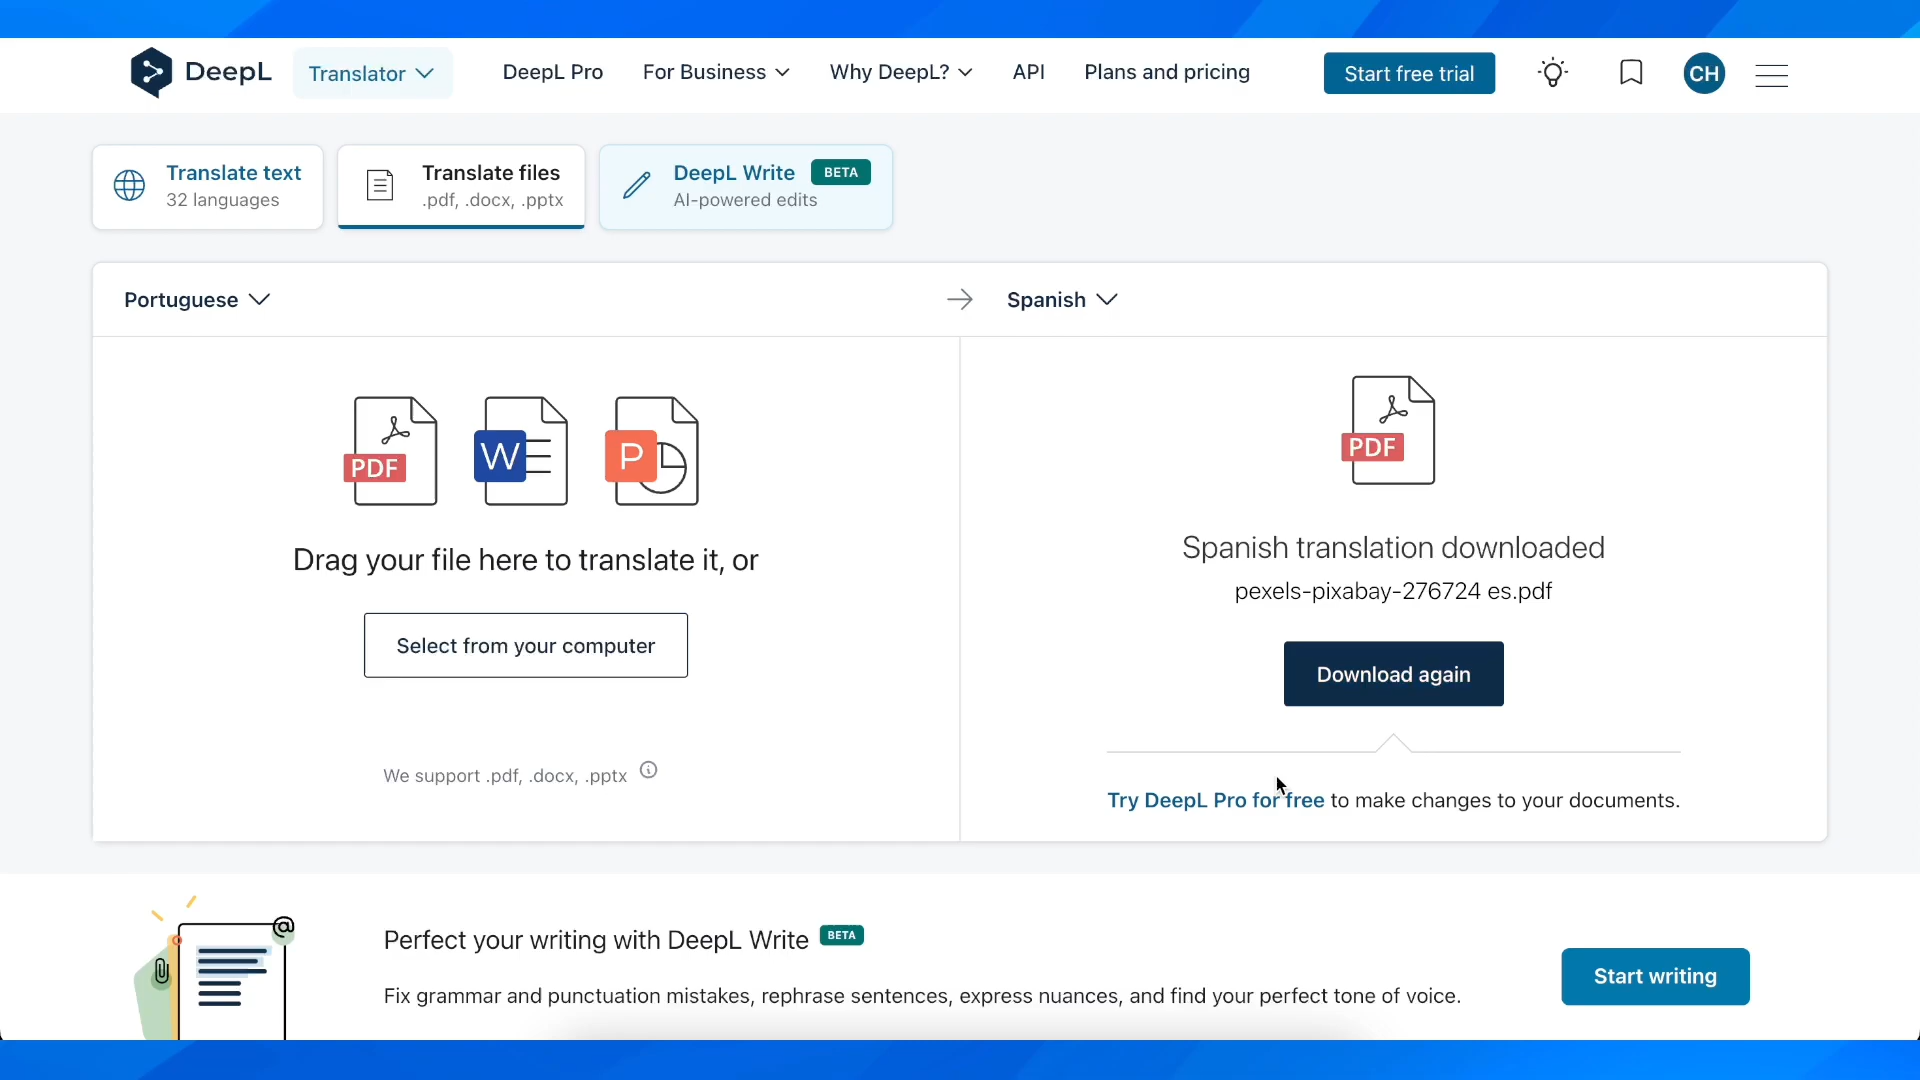 DeepL
Translator
DeepL Pro
For Business
Why DeepL?
API
Plans and pricing
Start free trial
CH
Translate text
32 languages
Translate files
.pdf, .docx, .pptx
DeepL Write BETA
AI-powered edits
Portuguese
Spanish
PDF
W
P
Drag your file here to translate it, or
Select from your computer
We support .pdf, .docx, .pptx
PDF
Spanish translation downloaded
pexels-pixabay-276724 es.pdf
Download again
Try DeepL Pro for free to make changes to your documents.
@
Perfect your writing with DeepL Write BETA
Fix grammar and punctuation mistakes, rephrase sentences, express nuances, and find your perfect tone of voice.
Start writing